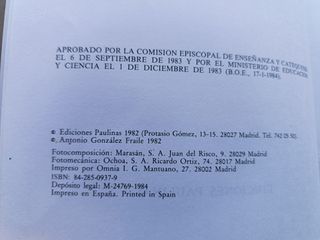 APROBADO POR LA COMISION EPISCOPAL DE ENSEÑANZA Y CATEQUESIS
EL 6 DE SEPTIEMBRE DE 1983 Y POR EL MINISTERIO DE EDUCACION
Y CIENCIA EL 1 DE DICIEMBRE DE 1983 (B.O.E., 17-1-1984).
© Ediciones Paulinas 1982 (Protasio Gómez, 13-15. 28027 Madrid. Tel. 742
© Antonio González Fraile 1982
Fotocomposición: Marasán, S. A. Juan del Risco, 9. 28029 Madrid
Fotomecánica: Ochoa, S. A. Ricardo Ortiz, 74. 28017 Madrid
Impreso por Omnia I. G. Mantuano, 27. 28002 Madrid
ISBN: 84-285-0937-9
Depósito legal: M-24769-1984
Impreso en España. Printed in Spain